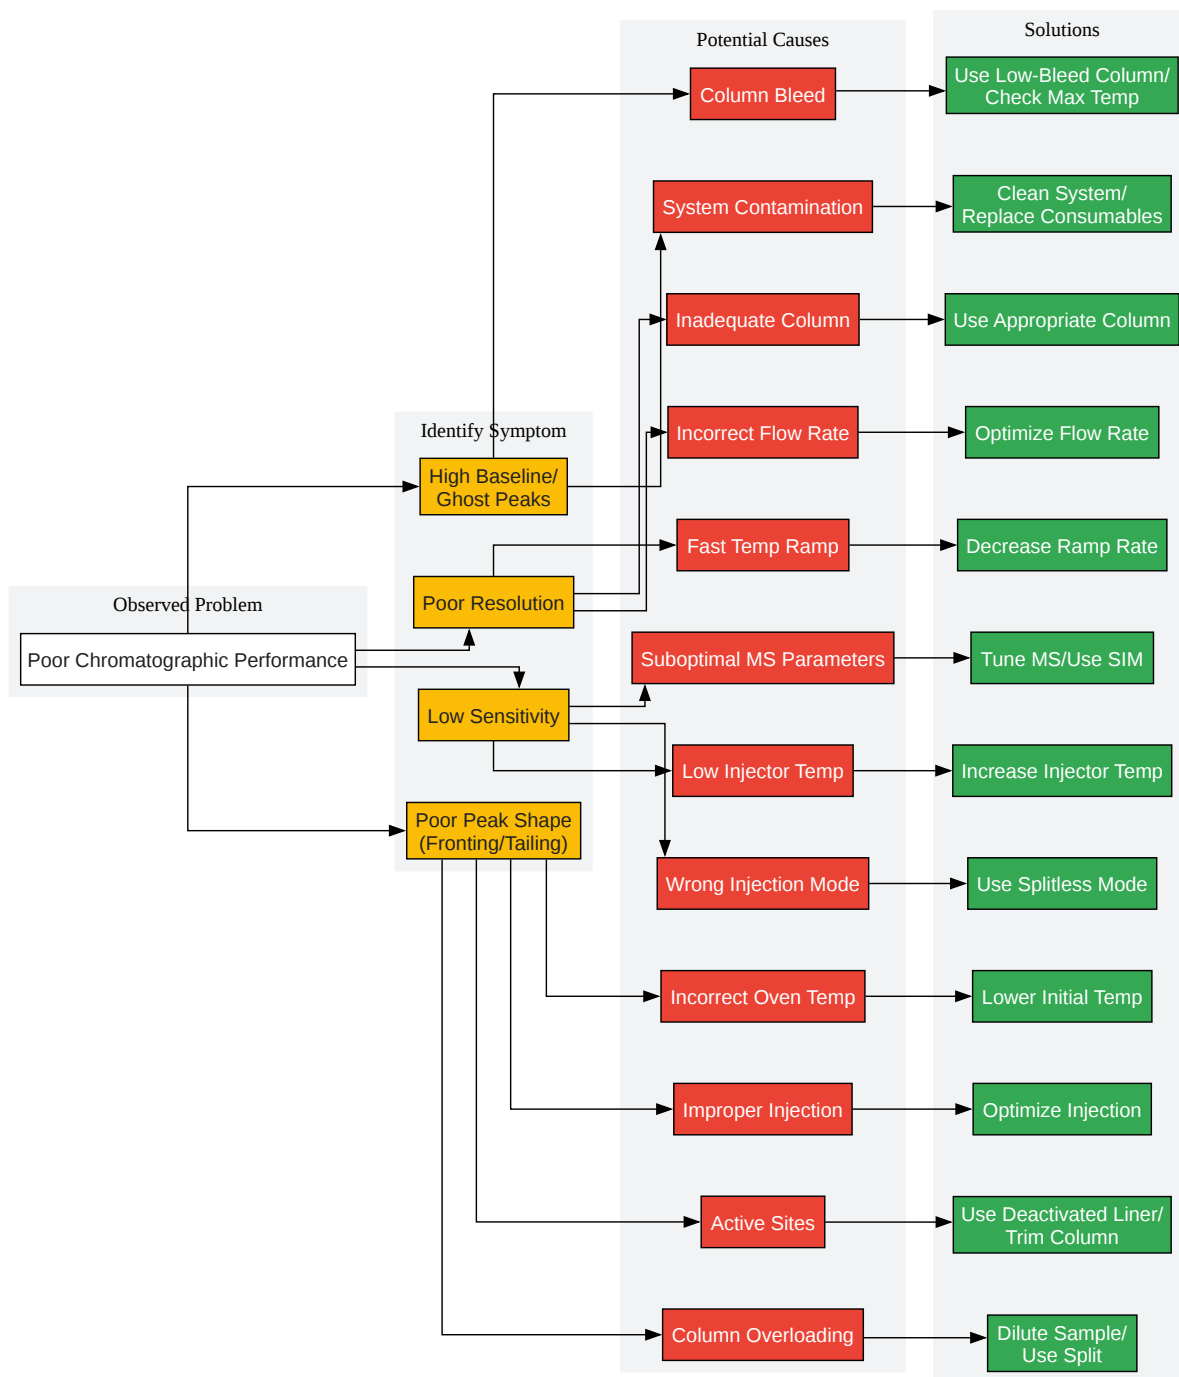 Observed Problem
Poor Chromatographic Performance
Identify Symptom
High Baseline/
Ghost Peaks
Poor Resolution
Low Sensitivity
Poor Peak Shape
(Fronting/Tailing)
Potential Causes
Column Bleed
System Contamination
Inadequate Column
Incorrect Flow Rate
Fast Temp Ramp
Suboptimal MS Parameters
Low Injector Temp
Wrong Injection Mode
Incorrect Oven Temp
Improper Injection
Active Sites
Column Overloading
Solutions
Use Low-Bleed Column/
Check Max Temp
Clean System/
Replace Consumables
Use Appropriate Column
Optimize Flow Rate
Decrease Ramp Rate
Tune MS/Use SIM
Increase Injector Temp
Use Splitless Mode
Lower Initial Temp
Optimize Injection
Use Deactivated Liner/
Trim Column
Dilute Sample/
Use Split